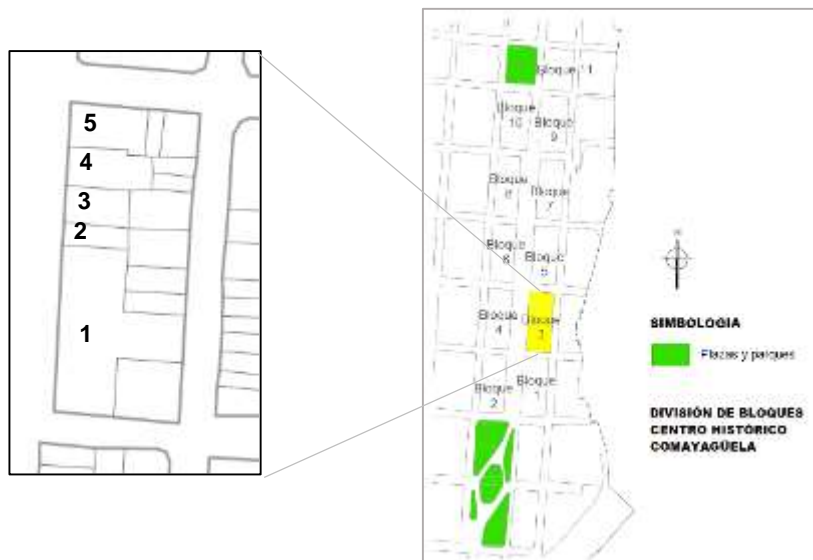 5
4
3
2
1
Bloque 11
Bloque
10
Bloque
9
Bloque
8
Bloque
7
Bloque
6
Bloque
5
Bloque
4
Bloque
3
Bloque
2
Bloque
1
N
SIMBOLOGIA
Plazas y parques
DIVISIÓN DE BLOQUES
CENTRO HISTÓRICO
COMAYAGÜELA